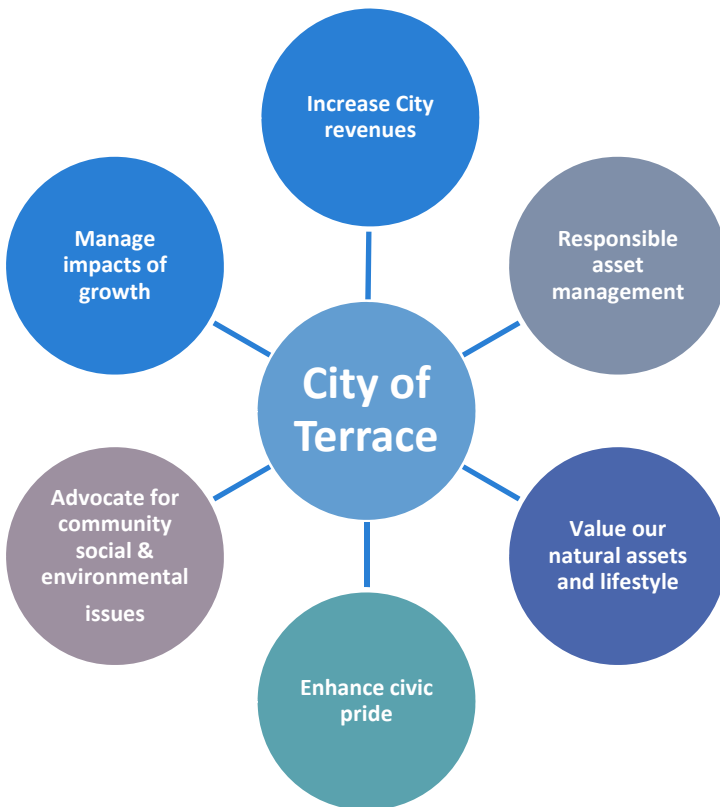 Increase City
revenues
Manage
impacts of
growth
Responsible
asset
management
City of
Terrace
Advocate for
community
social &
environmental
issues
Value our
natural assets
and lifestyle
Enhance civic
pride